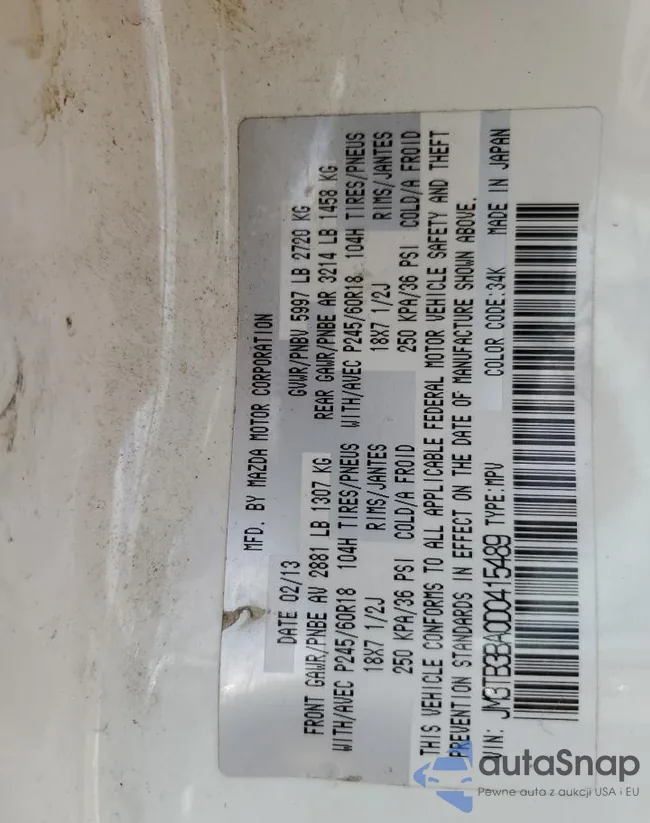 MFD. BY MAZDA MOTOR CORPORATION
DATE 02/13 GVWR/PNBV 5997 LB 2720 KG
FRONT GAWR/PNBE AV 2881 LB 1307 KG REAR GAWR/PNBE AR 3214 LB 1458 KG
WITH/AVEC P245/60R18 104H TIRES/PNEUS WITH/AVEC P245/60R18 104H TIRES/PNEUS
18X7 1/2J RIMS/JANTES 18X7 1/2J RIMS/JANTES
250 KPA/36 PSI COLD/A FROID 250 KPA/36 PSI COLD/A FROID
THIS VEHICLE CONFORMS TO ALL APPLICABLE FEDERAL MOTOR VEHICLE SAFETY AND THEFT
PREVENTION STANDARDS IN EFFECT ON THE DATE OF MANUFACTURE SHOWN ABOVE.
VIN: JM3TB3BA0D0415489 TYPE:MPV COLOR CODE:34K MADE IN JAPAN
autoSnap
Pewne auta z aukcji USA i EU